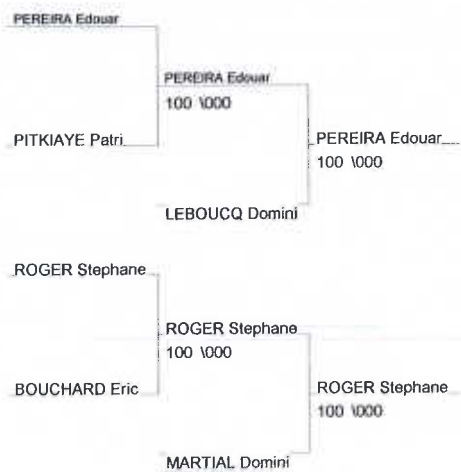 PEREIRA Edouar
PEREIRA Edouar
100 \000
PITKIAYE Patri
PEREIRA Edouar
100 \000
LEBOUCQ Domini
ROGER Stephane
ROGER Stephane
100 \000
BOUCHARD Eric
ROGER Stephane
100 \000
MARTIAL Domini